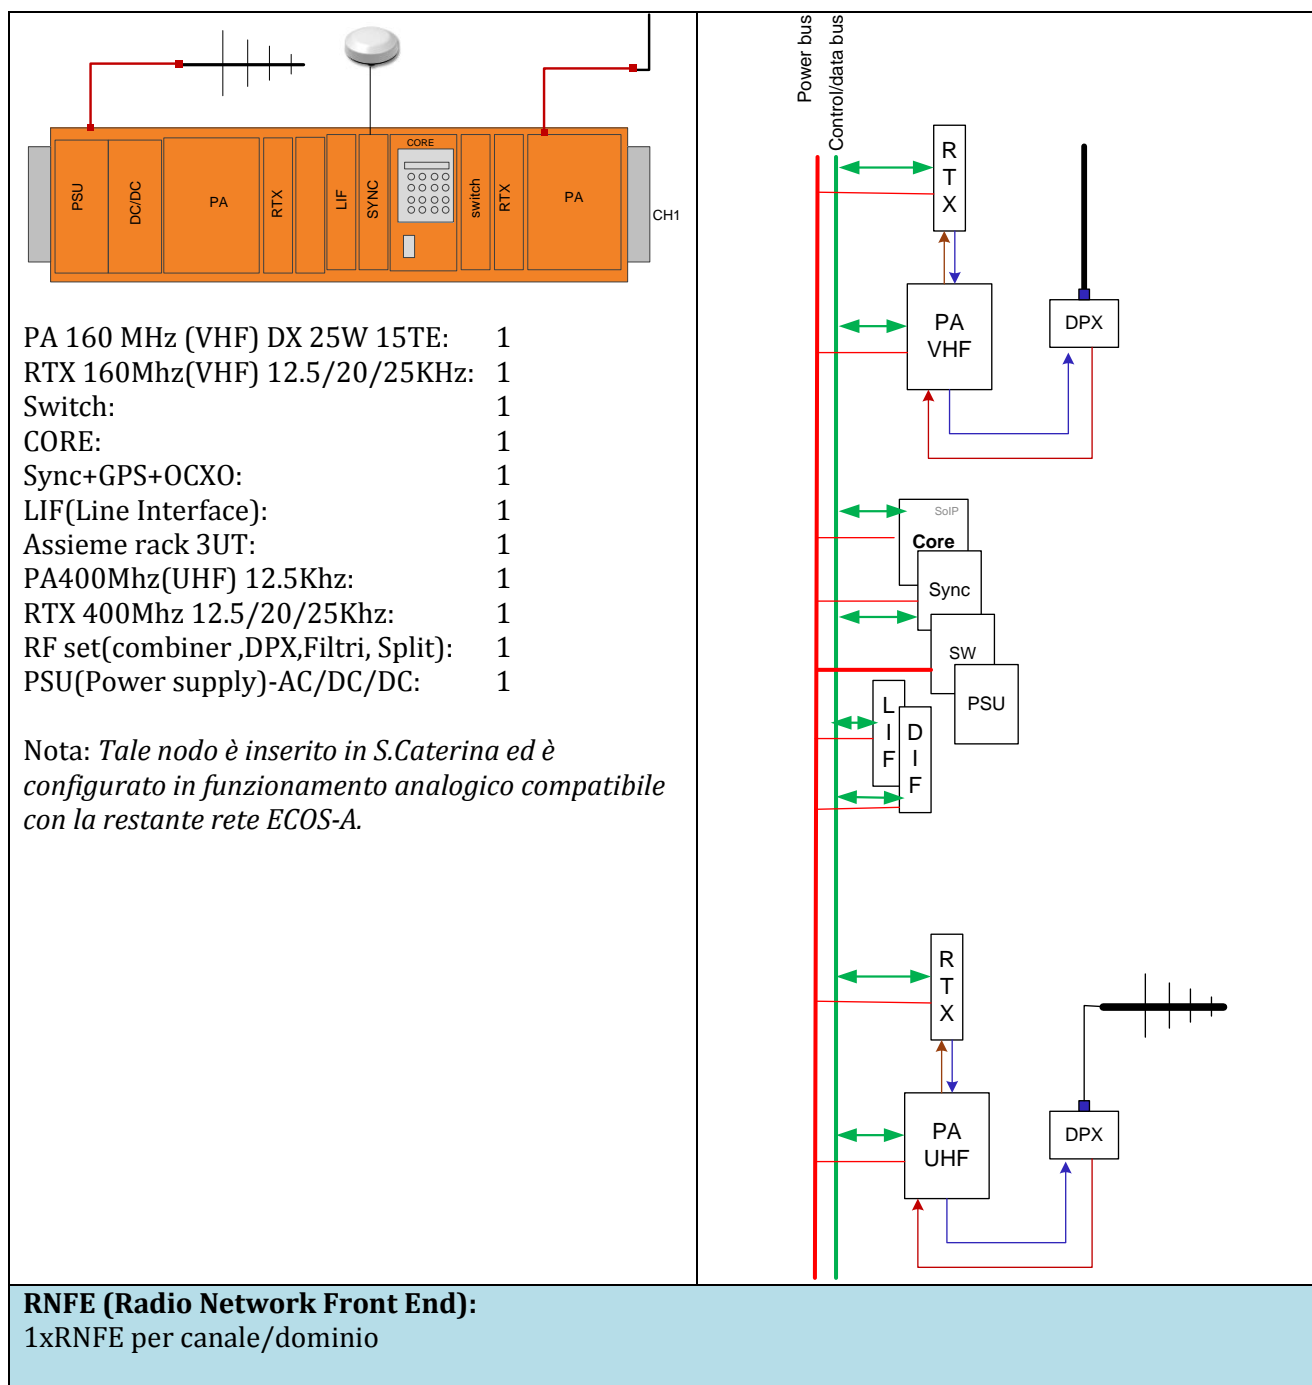 CORE
PSU
DC/DC
PA
RTX
LIF
SYNC
switch
RTX
PA
CH1
PA 160 MHz (VHF) DX 25W 15TE: 1
RTX 160Mhz(VHF) 12.5/20/25KHz: 1
Switch: 1
CORE: 1
Sync+GPS+OCXO: 1
LIF(Line Interface): 1
Assieme rack 3UT: 1
PA400Mhz(UHF) 12.5Khz: 1
RTX 400Mhz 12.5/20/25Khz: 1
RF set(combiner ,DPX,Filtri, Split): 1
PSU(Power supply)-AC/DC/DC: 1
Nota: Tale nodo è inserito in S.Caterina ed è
configurato in funzionamento analogico compatibile
con la restante rete ECOS-A.
Power bus
Control/data bus
RTX
PA
VHF
DPX
SoIP
Core
Sync
SW
PSU
LIF
DIF
RTX
PA
UHF
DPX
RNFE (Radio Network Front End):
1xRNFE per canale/dominio